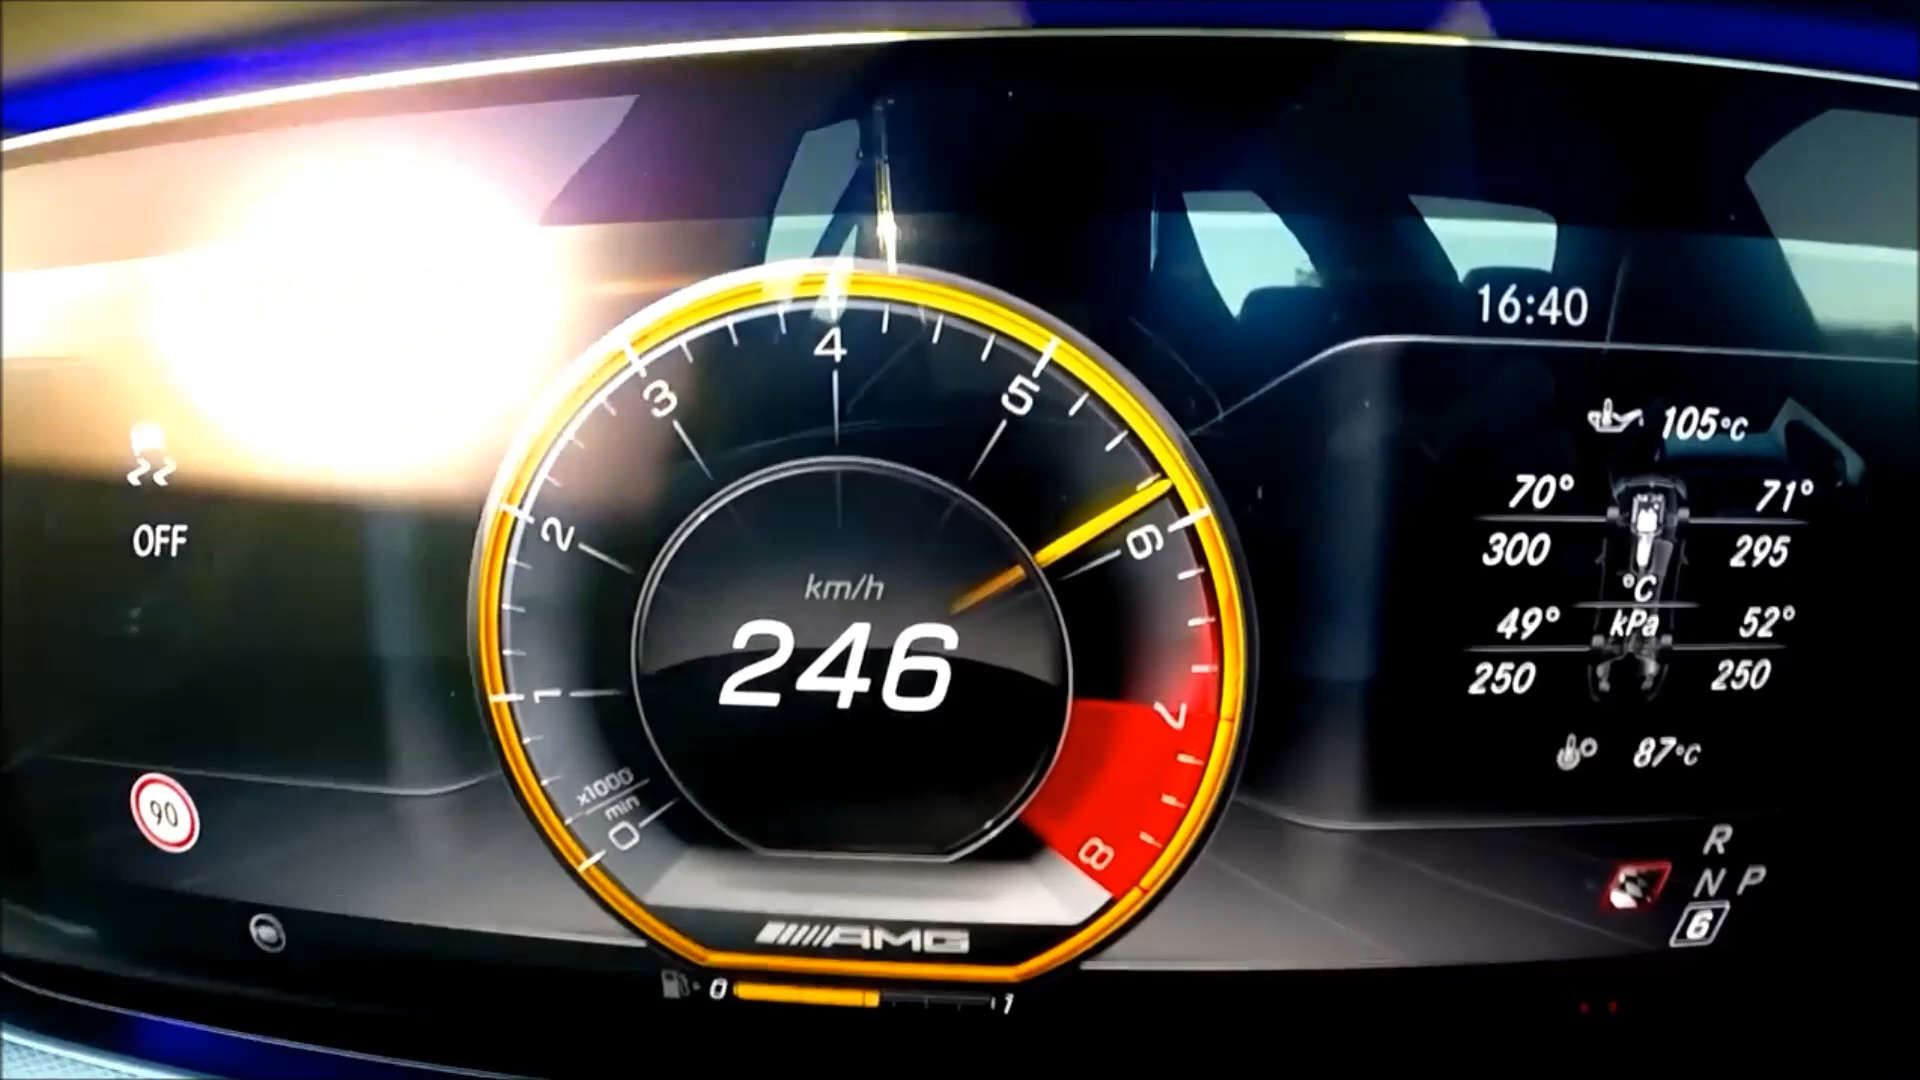 16:40
105°C
70° 71°
300 295
°C
49° kPa 52°
250 250
87°C
OFF
90
0 1 2 3 4 5 6 7 8
x1000
min
km/h
246
AMG
0 1
R
N P
6